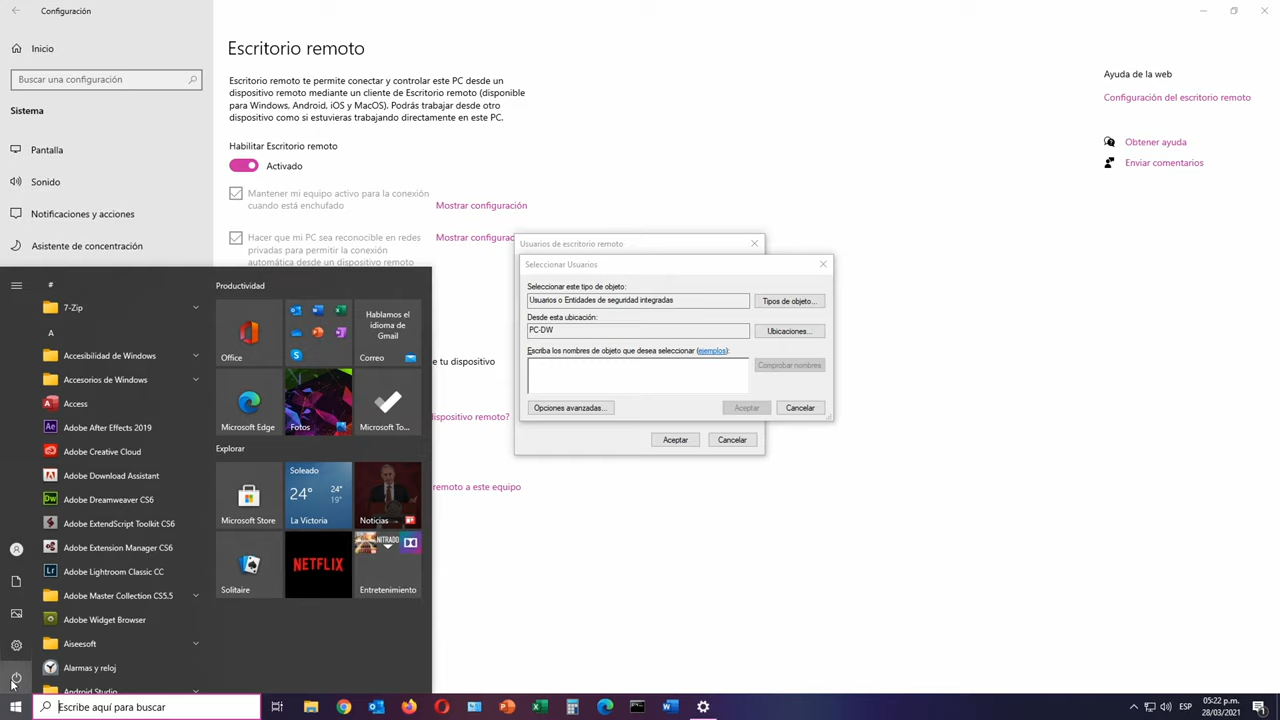 Configuración
Inicio
Buscar una configuración
Sistema
Pantalla
Sonido
Notificaciones y acciones
Asistente de concentración
Escritorio remoto
Escritorio remoto te permite conectar y controlar este PC desde un
dispositivo remoto mediante un cliente de Escritorio remoto (disponible
para Windows, Android, iOS y MacOS). Podrás trabajar desde otro
dispositivo como si estuvieras trabajando directamente en este PC.
Habilitar Escritorio remoto
Activado
Mantener mi equipo activo para la conexión
cuando está enchufado
Mostrar configuración
Hacer que mi PC sea reconocible en redes
privadas para permitir la conexión
automática desde un dispositivo remoto
Mostrar configurac
e tu dispositivo
dispositivo remoto?
remoto a este equipo
Ayuda de la web
Configuración del escritorio remoto
Obtener ayuda
Enviar comentarios
Usuarios de escritorio remoto
Seleccionar Usuarios
Seleccionar este tipo de objeto:
Usuarios o Entidades de seguridad integradas
Tipos de objeto...
Desde esta ubicación:
PC-DW
Ubicaciones...
Escriba los nombres de objeto que desea seleccionar (ejemplos):
Comprobar nombres
Opciones avanzadas...
Aceptar
Cancelar
Aceptar
Cancelar
#
7-Zip
A
Accesibilidad de Windows
Accesorios de Windows
Access
Adobe After Effects 2019
Adobe Creative Cloud
Adobe Download Assistant
Adobe Dreamweaver CS6
Adobe ExtendScript Toolkit CS6
Adobe Extension Manager CS6
Adobe Lightroom Classic CC
Adobe Master Collection CS5.5
Adobe Widget Browser
Aiseesoft
Alarmas y reloj
Android Studio
Productividad
Office
Hablamos el
idioma de
Gmail
Correo
Microsoft Edge
Fotos
Microsoft To...
Explorar
Microsoft Store
Soleado
24°
24°
19°
La Victoria
Noticias
Solitaire
NETFLIX
NITRADO
Entretenimiento
Escribe aquí para buscar
ESP
05:22 p.m.
28/03/2021
1